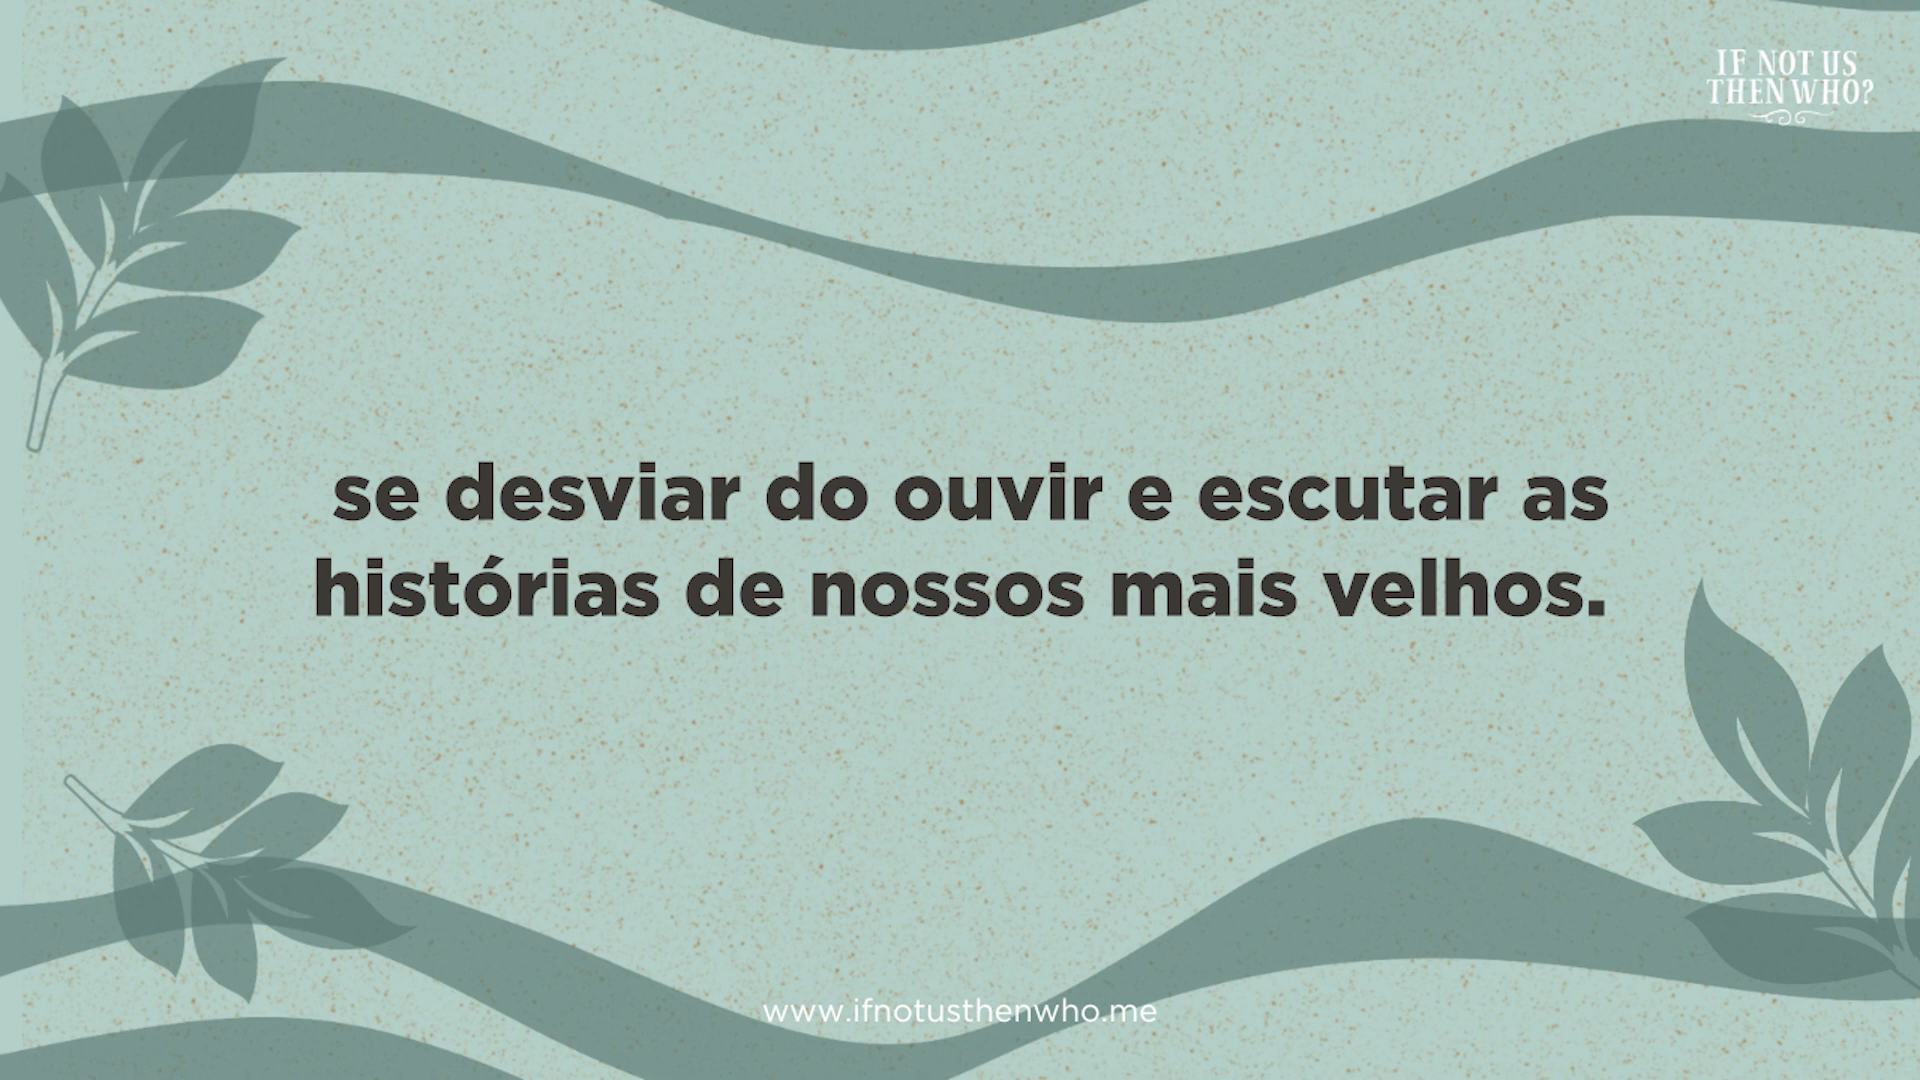 IF NOT US
THEN WHO?
se desviar do ouvir e escutar as
histórias de nossos mais velhos.
www.ifnotusthenwho.me